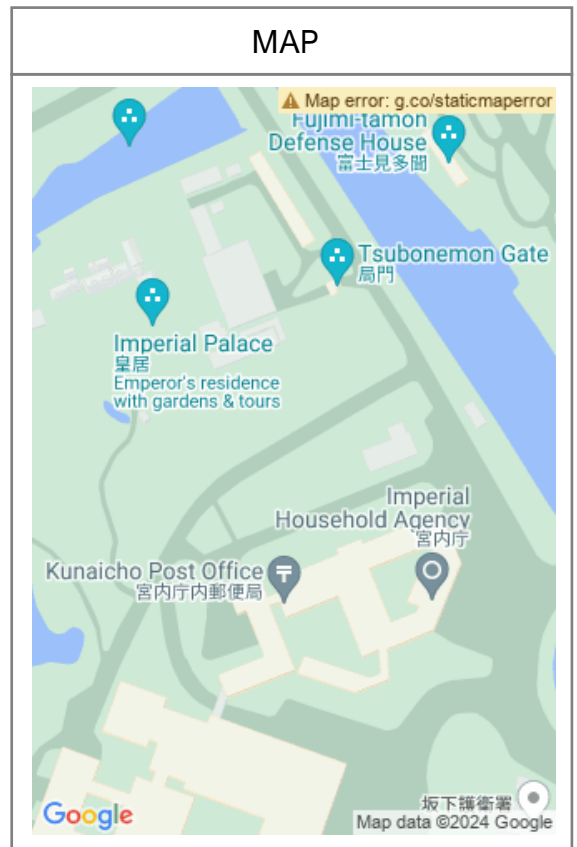 MAP
Map error: g.co/staticmaperror
Fujimi-tamon
Defense House
富士見多聞
Tsubonemon Gate
局門
Imperial Palace
皇居
Emperor's residence
with gardens & tours
Imperial
Household Agency
宮内庁
Kunaicho Post Office
宮内庁内郵便局
坂下護衛署
Google
Map data ©2024 Google